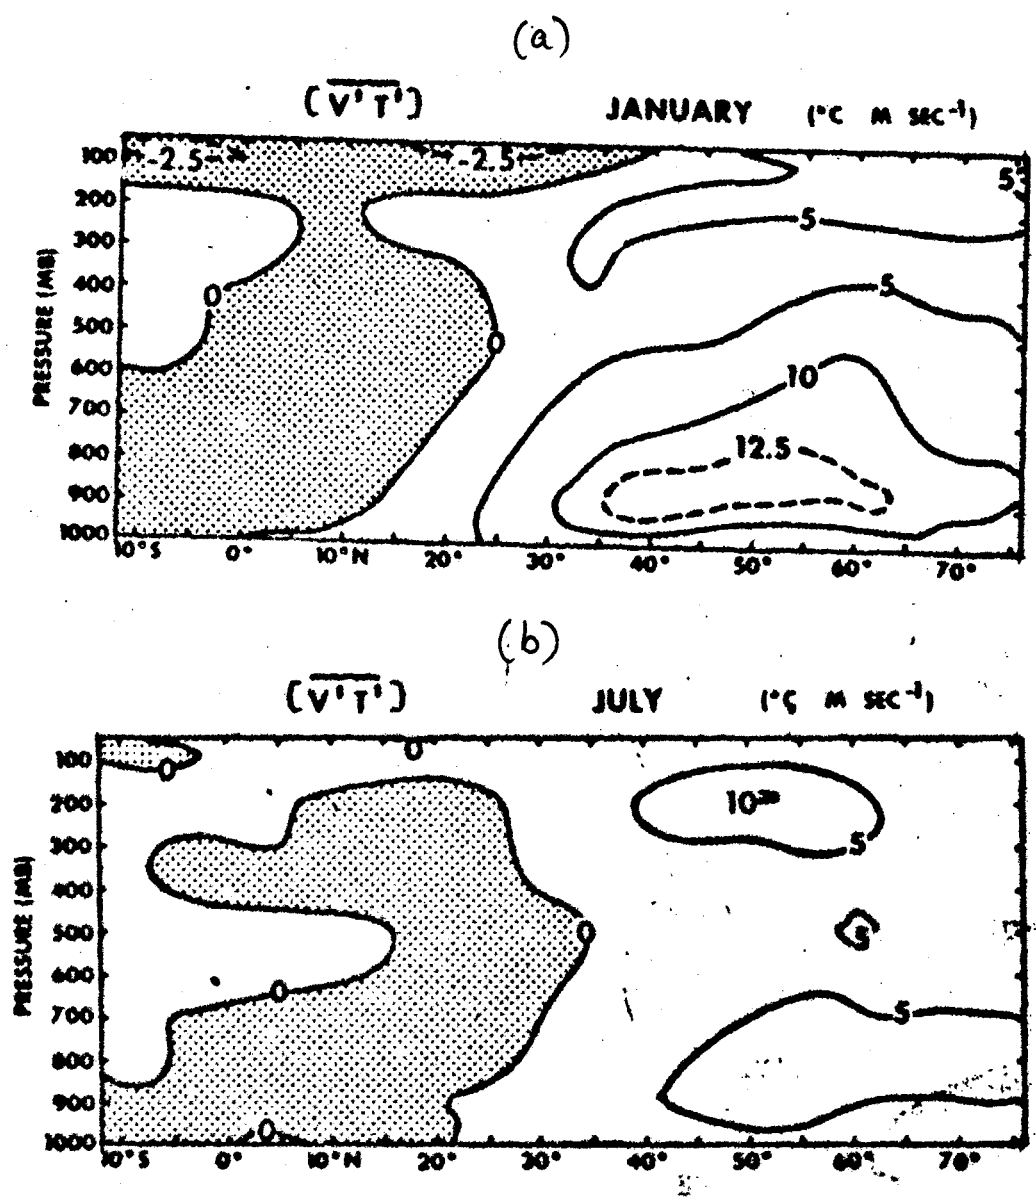 (a)
[V' T'] JANUARY (°C M SEC⁻¹)
100 -2.5 -2.5 5
200
300 5
400 0 5
500 0
600 10
700
800 12.5
900
1000
PRESSURE (MB)
10°S 0° 10°N 20° 30° 40° 50° 60° 70°
(b)
[V' T'] JULY (°C M SEC⁻¹)
0
100 0
200 10
300 5
400
500 0 5
600 0
700 5
800
900
1000 0
PRESSURE (MB)
10°S 0° 10°N 20° 30° 40° 50° 60° 70°